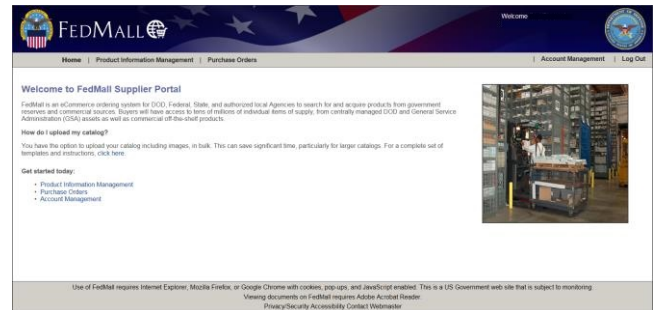 FEDMALL
Welcome
Home | Product Information Management | Purchase Orders
| Account Management | Log Out
Welcome to FedMall Supplier Portal
FedMall is an eCommerce ordering system for DOD, Federal, State, and authorized local Agencies to search for and acquire products from government
reserves and commercial sources. Buyers will have access to tens of millions of individual items of supply, from centrally managed DOD and General Service
Administration (GSA) assets as well as commercial off-the-shelf products.
How do I upload my catalog?
You have the option to upload your catalog including images, in bulk. This can save significant time, particularly for larger catalogs. For a complete set of
templates and instructions, click here.
Get started today:
• Product Information Management
• Purchase Orders
• Account Management
Use of FedMall requires Internet Explorer, Mozilla Firefox, or Google Chrome with cookies, pop-ups, and JavaScript enabled. This is a US Government web site that is subject to monitoring.
Viewing documents on FedMall requires Adobe Acrobat Reader.
Privacy/Security Accessibility Contact Webmaster